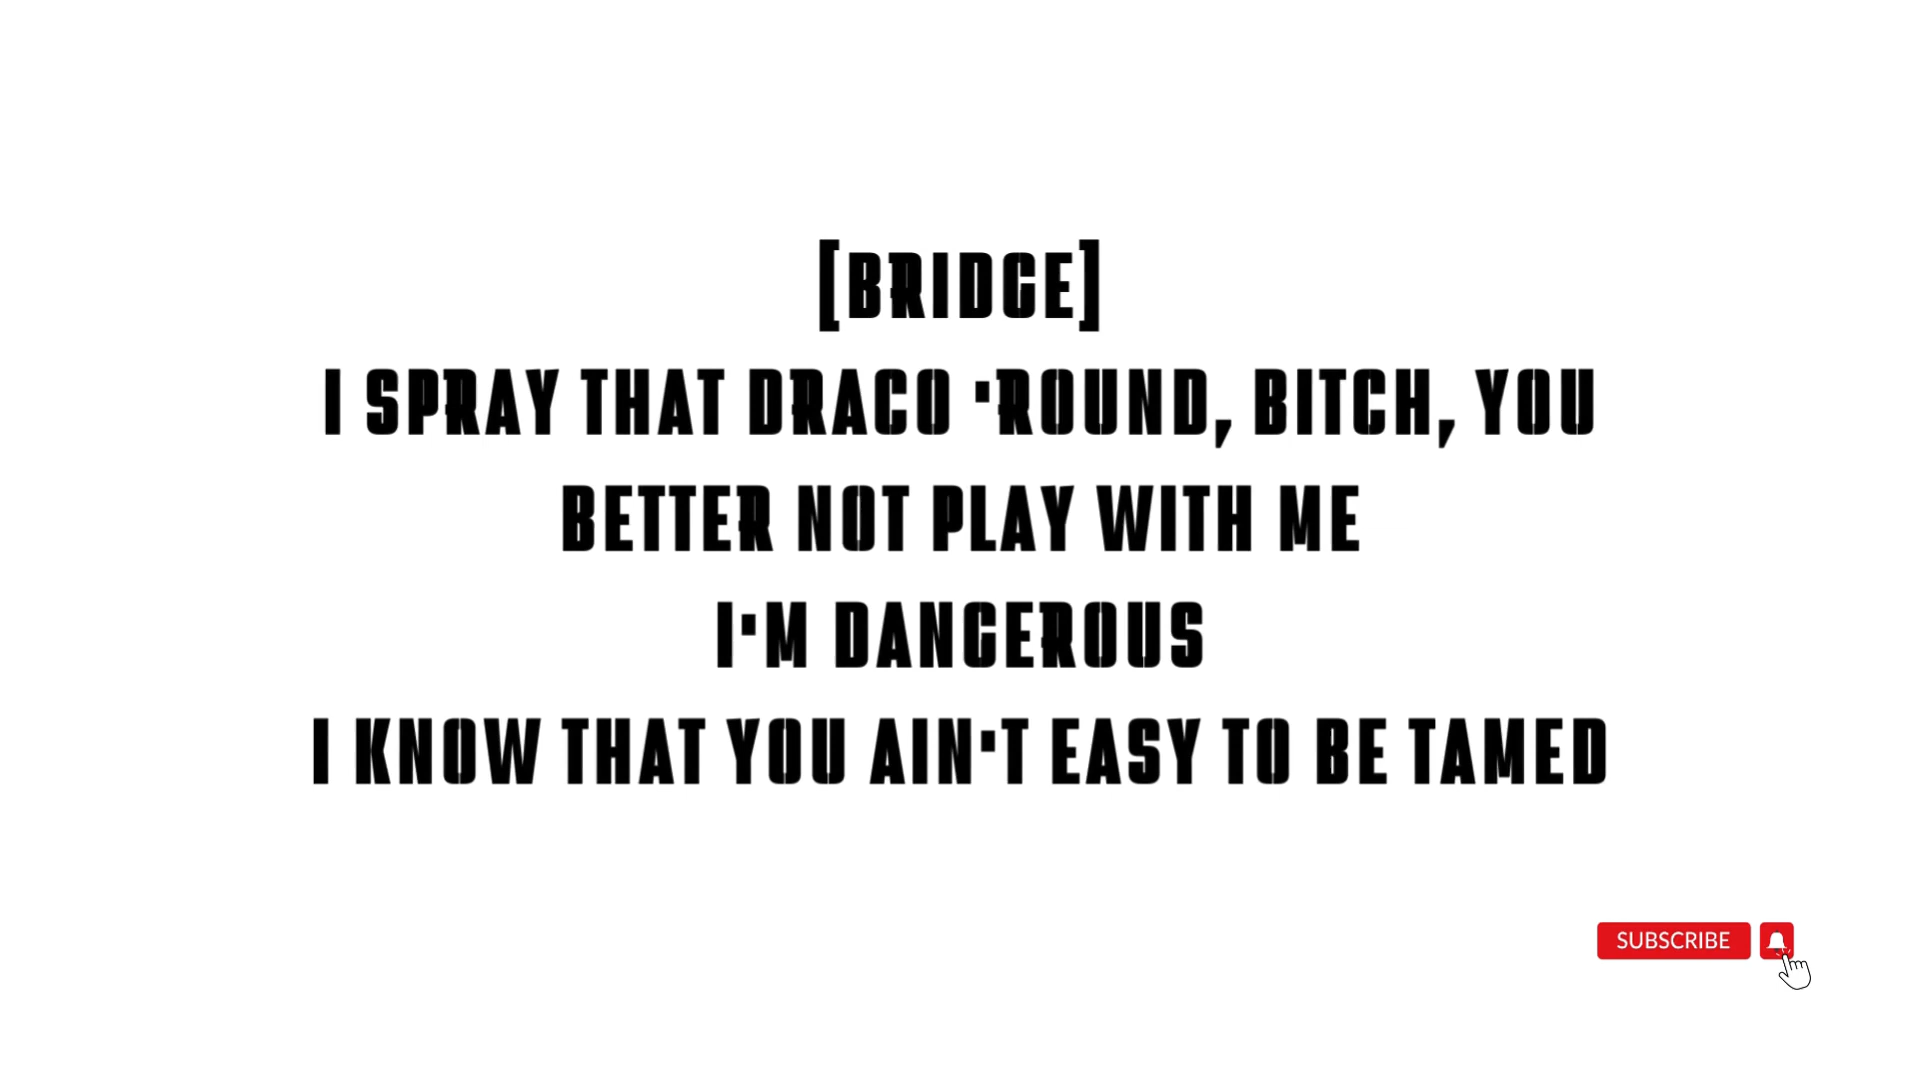 [BRIDGE]
I SPRAY THAT DRACO 'ROUND, BITCH, YOU
BETTER NOT PLAY WITH ME
I'M DANGEROUS
I KNOW THAT YOU AIN'T EASY TO BE TAMED
SUBSCRIBE